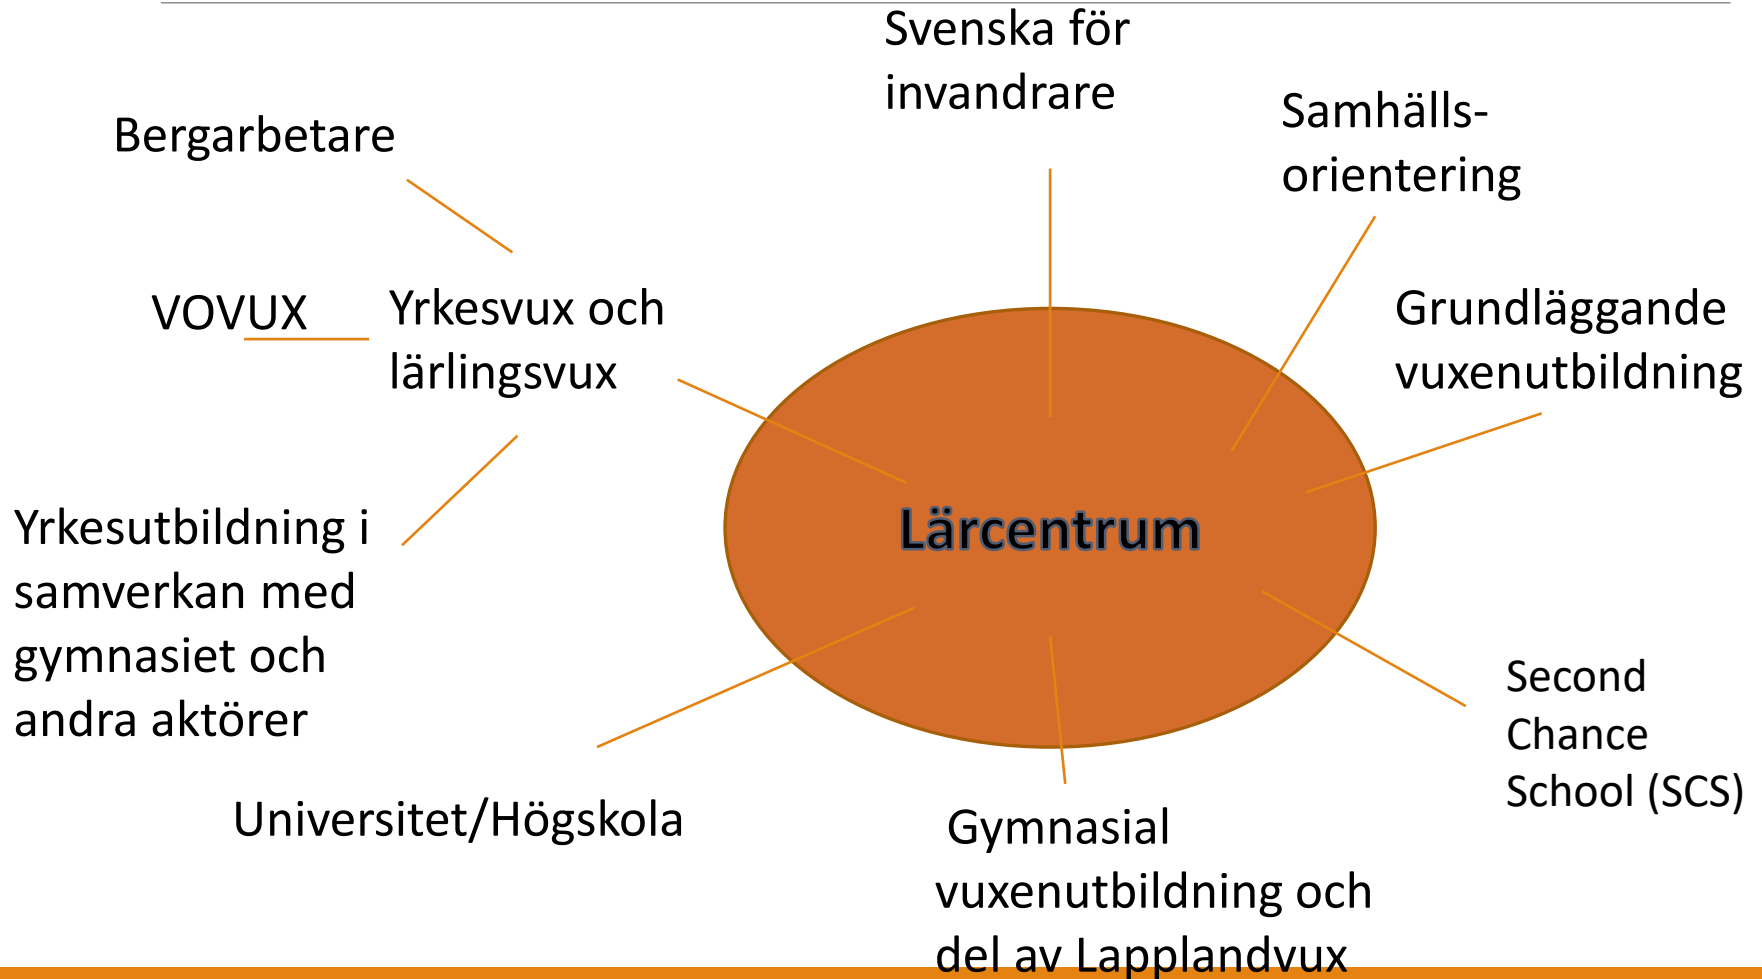 Svenska för
invandrare
Samhälls-
orientering
Bergarbetare
VOVUX
Yrkesvux och
lärlingsvux
Grundläggande
vuxenutbildning
Lärcentrum
Yrkesutbildning i
samverkan med
gymnasiet och
andra aktörer
Second
Chance
School (SCS)
Universitet/Högskola
Gymnasial
vuxenutbildning och
del av Lapplandvux